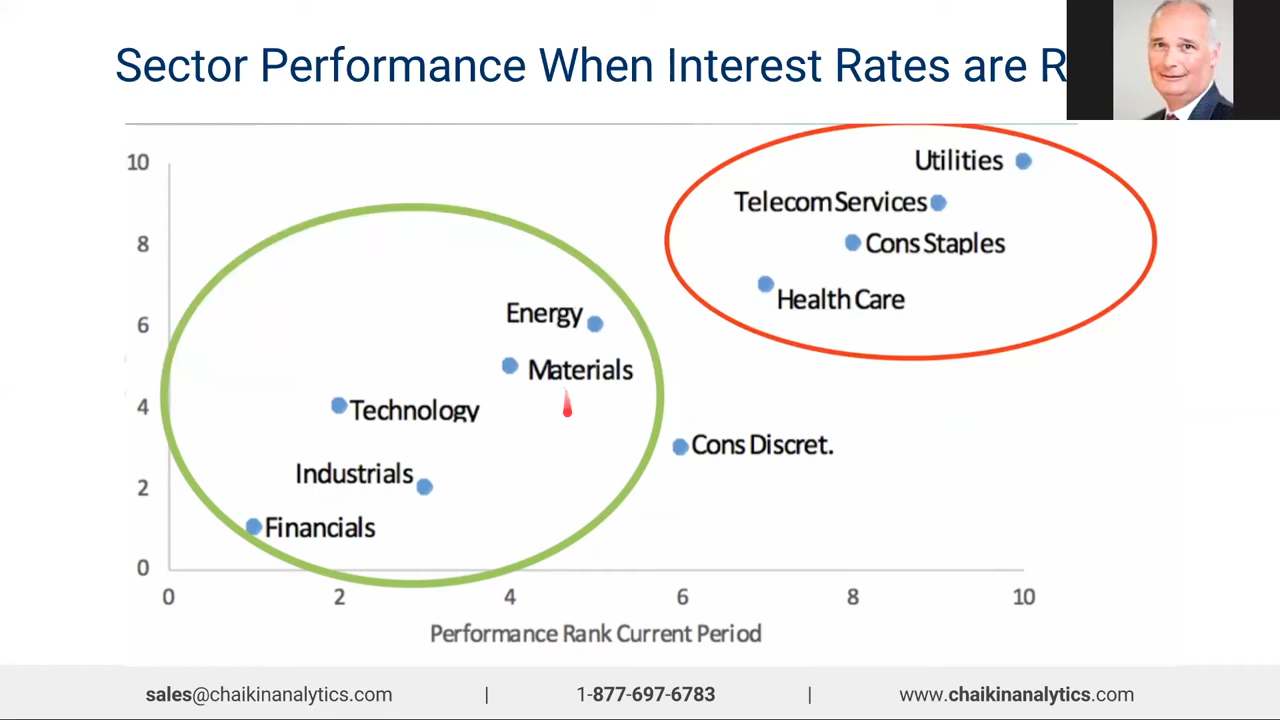 Sector Performance When Interest Rates are R
10
Utilities
Telecom Services
8
Cons Staples
Health Care
Energy
6
Materials
4
Technology
Cons Discret.
Industrials
2
Financials
0
0 2 4 6 8 10
Performance Rank Current Period
sales@chaikinanalytics.com | 1-877-697-6783 | www.chaikinanalytics.com